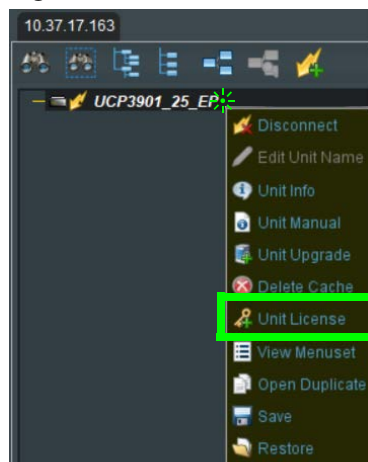 10.37.17.163
UCP3901_25_EP
Disconnect
Edit Unit Name
Unit Info
Unit Manual
Unit Upgrade
Delete Cache
Unit License
View Menuset
Open Duplicate
Save
Restore